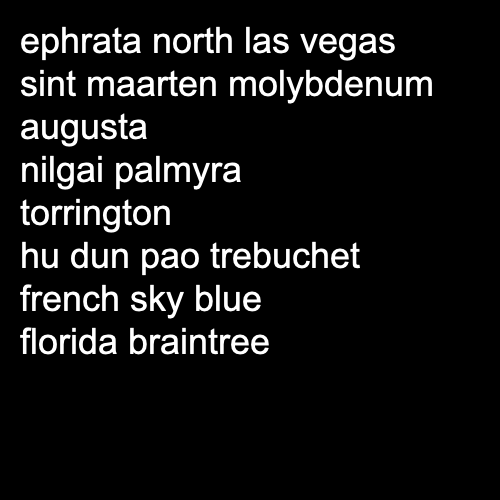 ephrata north las vegas
sint maarten molybdenum
augusta
nilgai palmyra
torrington
hu dun pao trebuchet
french sky blue
florida braintree